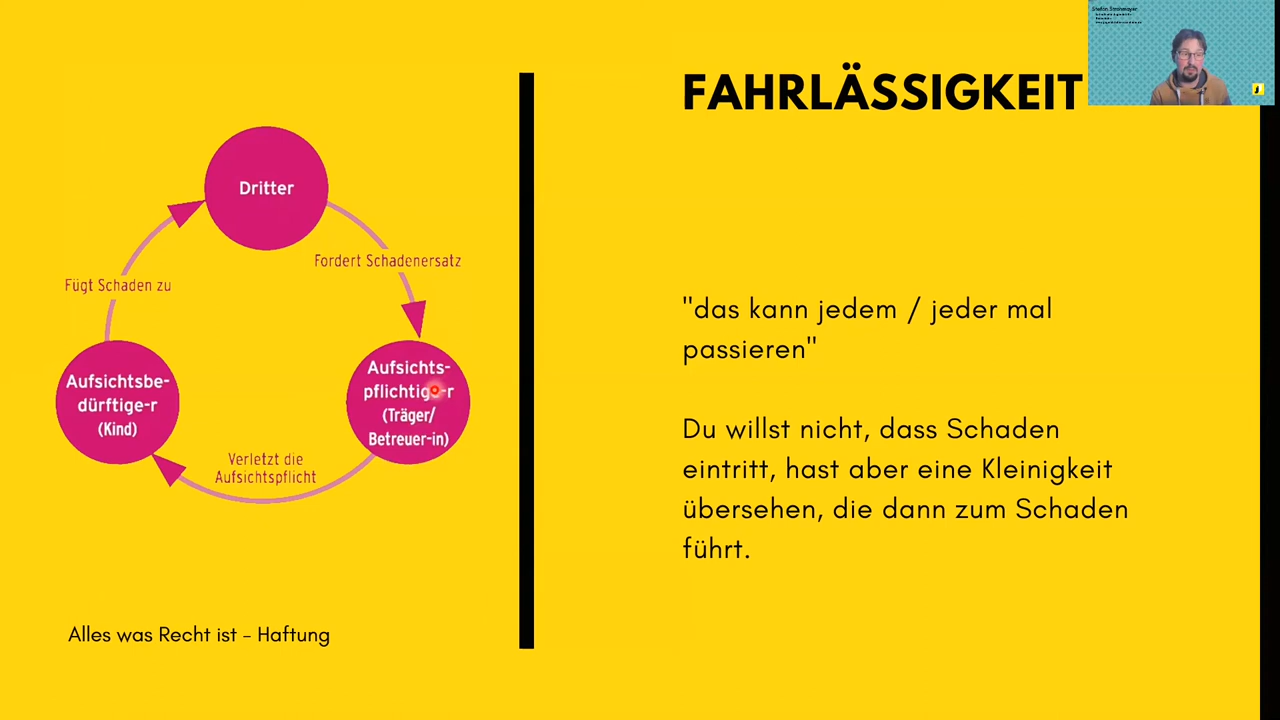 FAHRLÄSSIGKEIT
Dritter
Fordert Schadenersatz
Fügt Schaden zu
Aufsichtsbe-
dürftige-r
(Kind)
Aufsichts-
pflichtige-r
(Träger/
Betreuer-in)
Verletzt die
Aufsichtspflicht
"das kann jedem / jeder mal
passieren"
Du willst nicht, dass Schaden
eintritt, hast aber eine Kleinigkeit
übersehen, die dann zum Schaden
führt.
Alles was Recht ist - Haftung